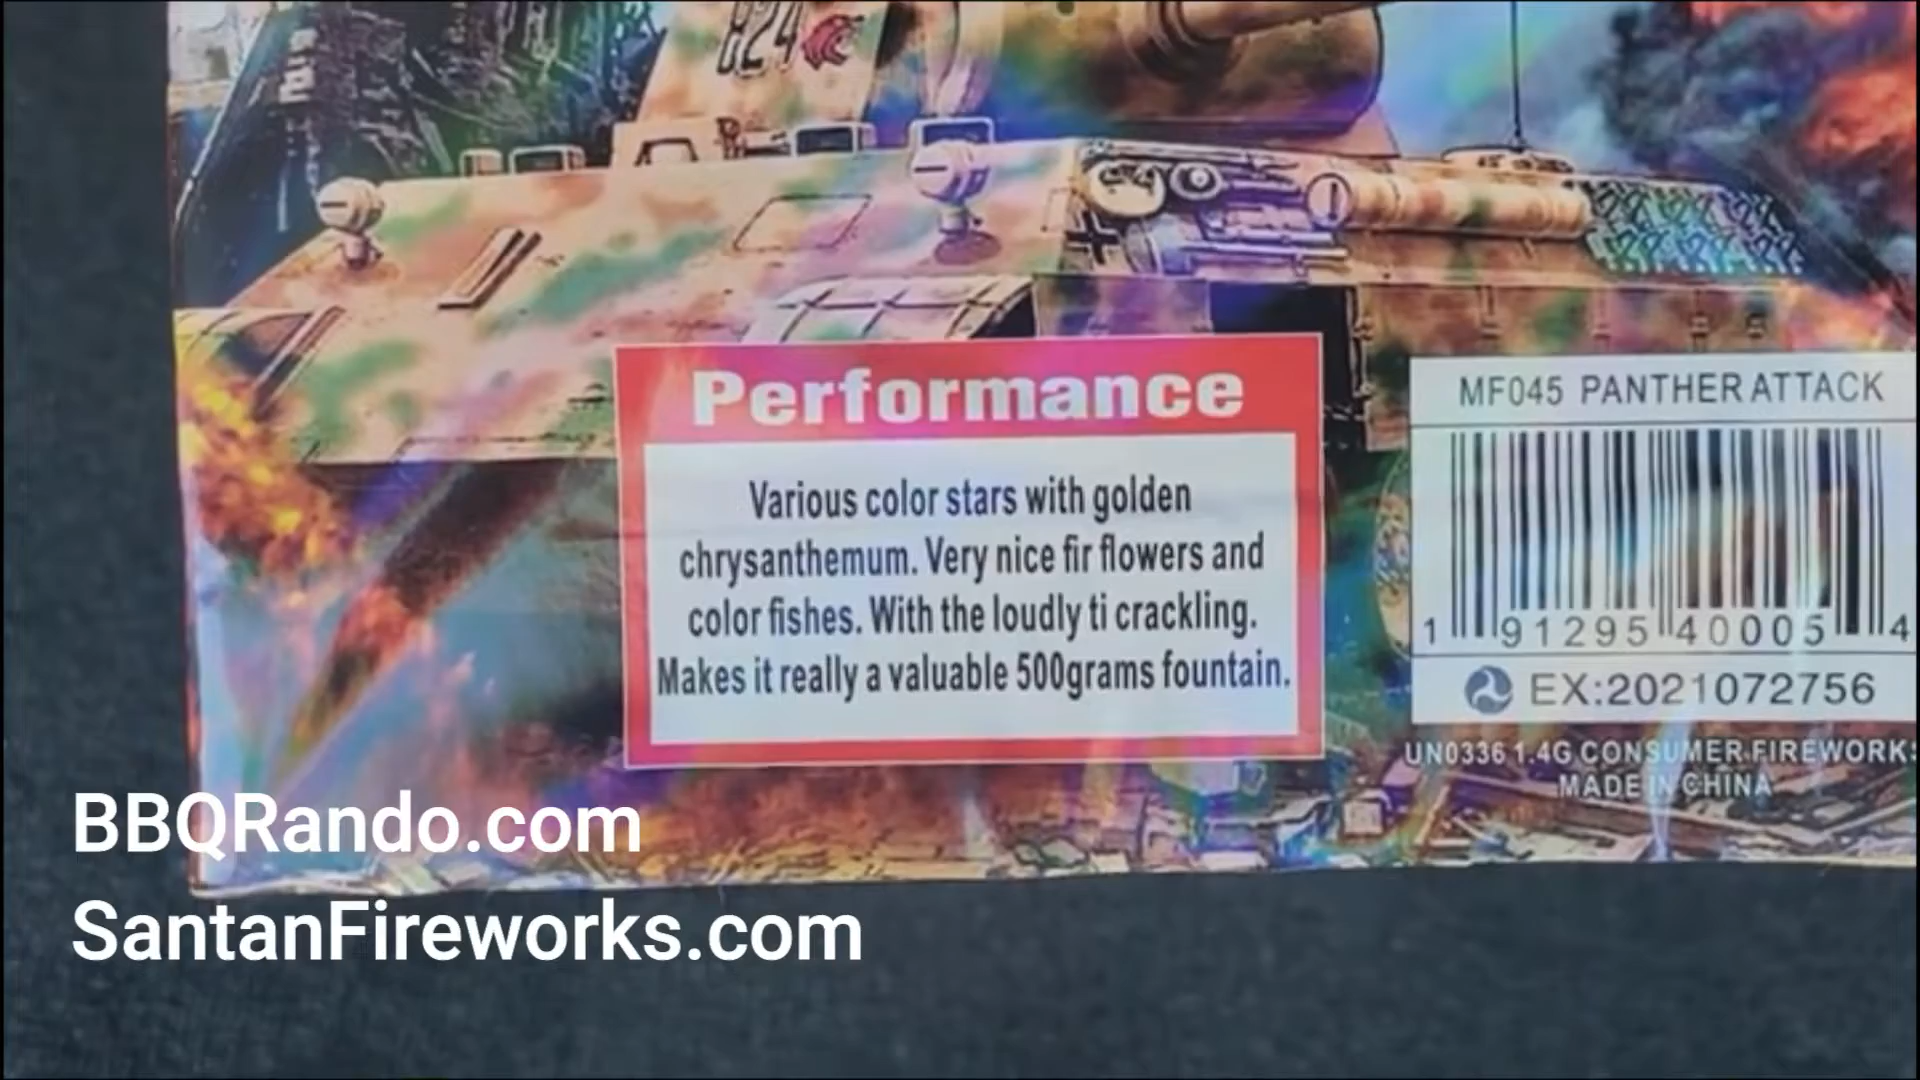 824
Performance
Various color stars with golden
chrysanthemum. Very nice fir flowers and
color fishes. With the loudly ti crackling.
Makes it really a valuable 500grams fountain.
MF045 PANTHER ATTACK
1 91295 40005 4
EX:2021072756
UN0336 1.4G CONSUMER FIREWORKS
MADE IN CHINA
BBQRando.com
SantanFireworks.com